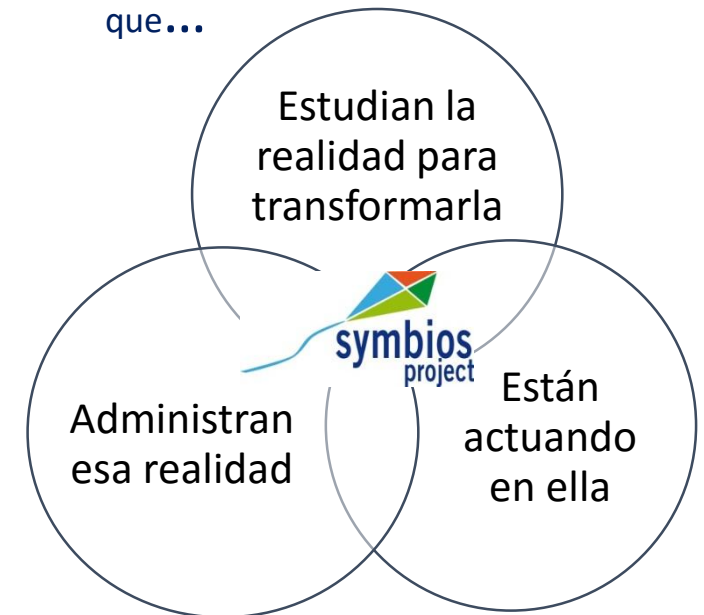 que...
Estudian la
realidad para
transformarla
symbios
project
Administran
esa realidad
Están
actuando
en ella